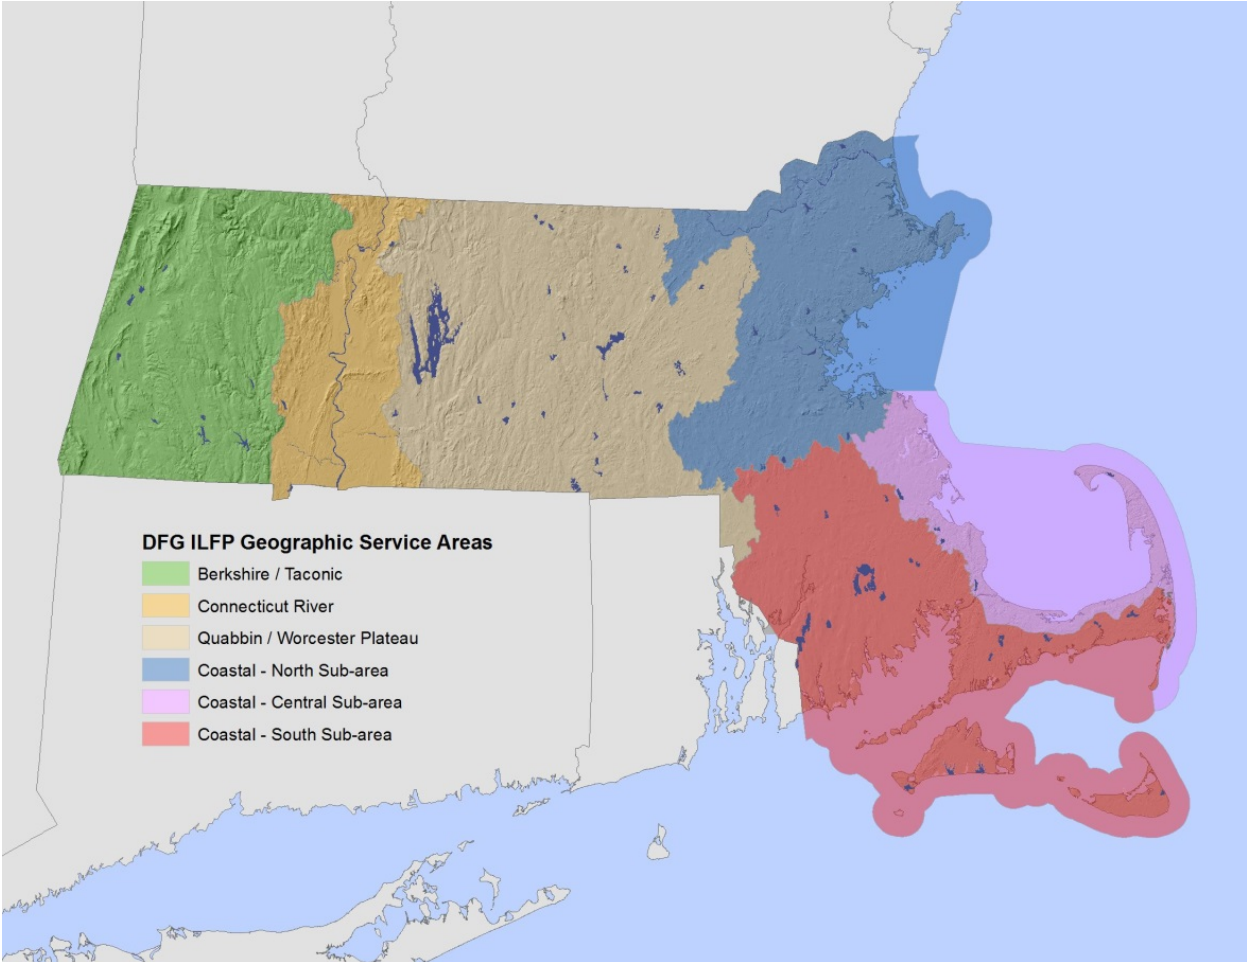 DFG ILFP Geographic Service Areas
Berkshire / Taconic
Connecticut River
Quabbin / Worcester Plateau
Coastal - North Sub-area
Coastal - Central Sub-area
Coastal - South Sub-area